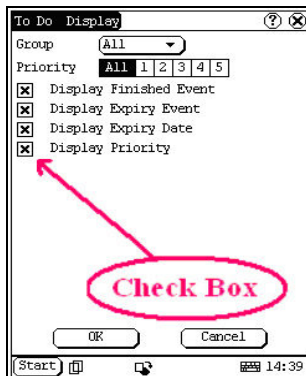 To Do Display ?
Group All
Priority All 1 2 3 4 5
Display Finished Event
Display Expiry Event
Display Expiry Date
Display Priority
Check Box
OK Cancel
Start 14:39